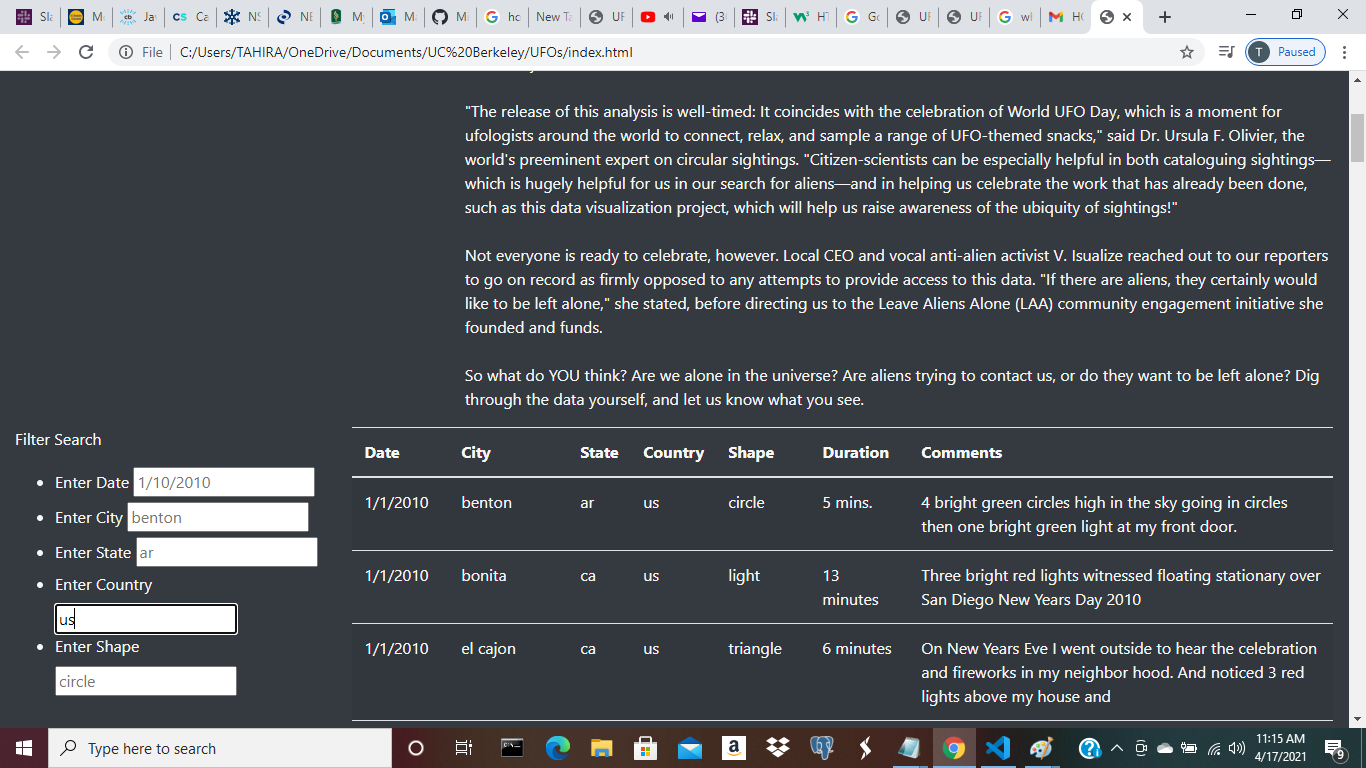 Sla
Me
Ja
Ca
NS
NE
My
Ma
Mi
ho
New Ta
UF
(3
Sla
HT
Go
UF
UF
wl
HC
File
C:/Users/TAHIRA/OneDrive/Documents/UC%20Berkeley/UFOs/index.html
T Paused
"The release of this analysis is well-timed: It coincides with the celebration of World UFO Day, which is a moment for
ufologists around the world to connect, relax, and sample a range of UFO-themed snacks," said Dr. Ursula F. Olivier, the
world's preeminent expert on circular sightings. "Citizen-scientists can be especially helpful in both cataloguing sightings—
which is hugely helpful for us in our search for aliens—and in helping us celebrate the work that has already been done,
such as this data visualization project, which will help us raise awareness of the ubiquity of sightings!"
Not everyone is ready to celebrate, however. Local CEO and vocal anti-alien activist V. Isualize reached out to our reporters
to go on record as firmly opposed to any attempts to provide access to this data. "If there are aliens, they certainly would
like to be left alone," she stated, before directing us to the Leave Aliens Alone (LAA) community engagement initiative she
founded and funds.
So what do YOU think? Are we alone in the universe? Are aliens trying to contact us, or do they want to be left alone? Dig
through the data yourself, and let us know what you see.
Filter Search
Enter Date 1/10/2010
Enter City benton
Enter State ar
Enter Country
us
Enter Shape
circle
Date City State Country Shape Duration Comments
1/1/2010 benton ar us circle 5 mins. 4 bright green circles high in the sky going in circles
then one bright green light at my front door.
1/1/2010 bonita ca us light 13 Three bright red lights witnessed floating stationary over
minutes San Diego New Years Day 2010
1/1/2010 el cajon ca us triangle 6 minutes On New Years Eve I went outside to hear the celebration
and fireworks in my neighbor hood. And noticed 3 red
lights above my house and
Type here to search
11:15 AM
4/17/2021
9